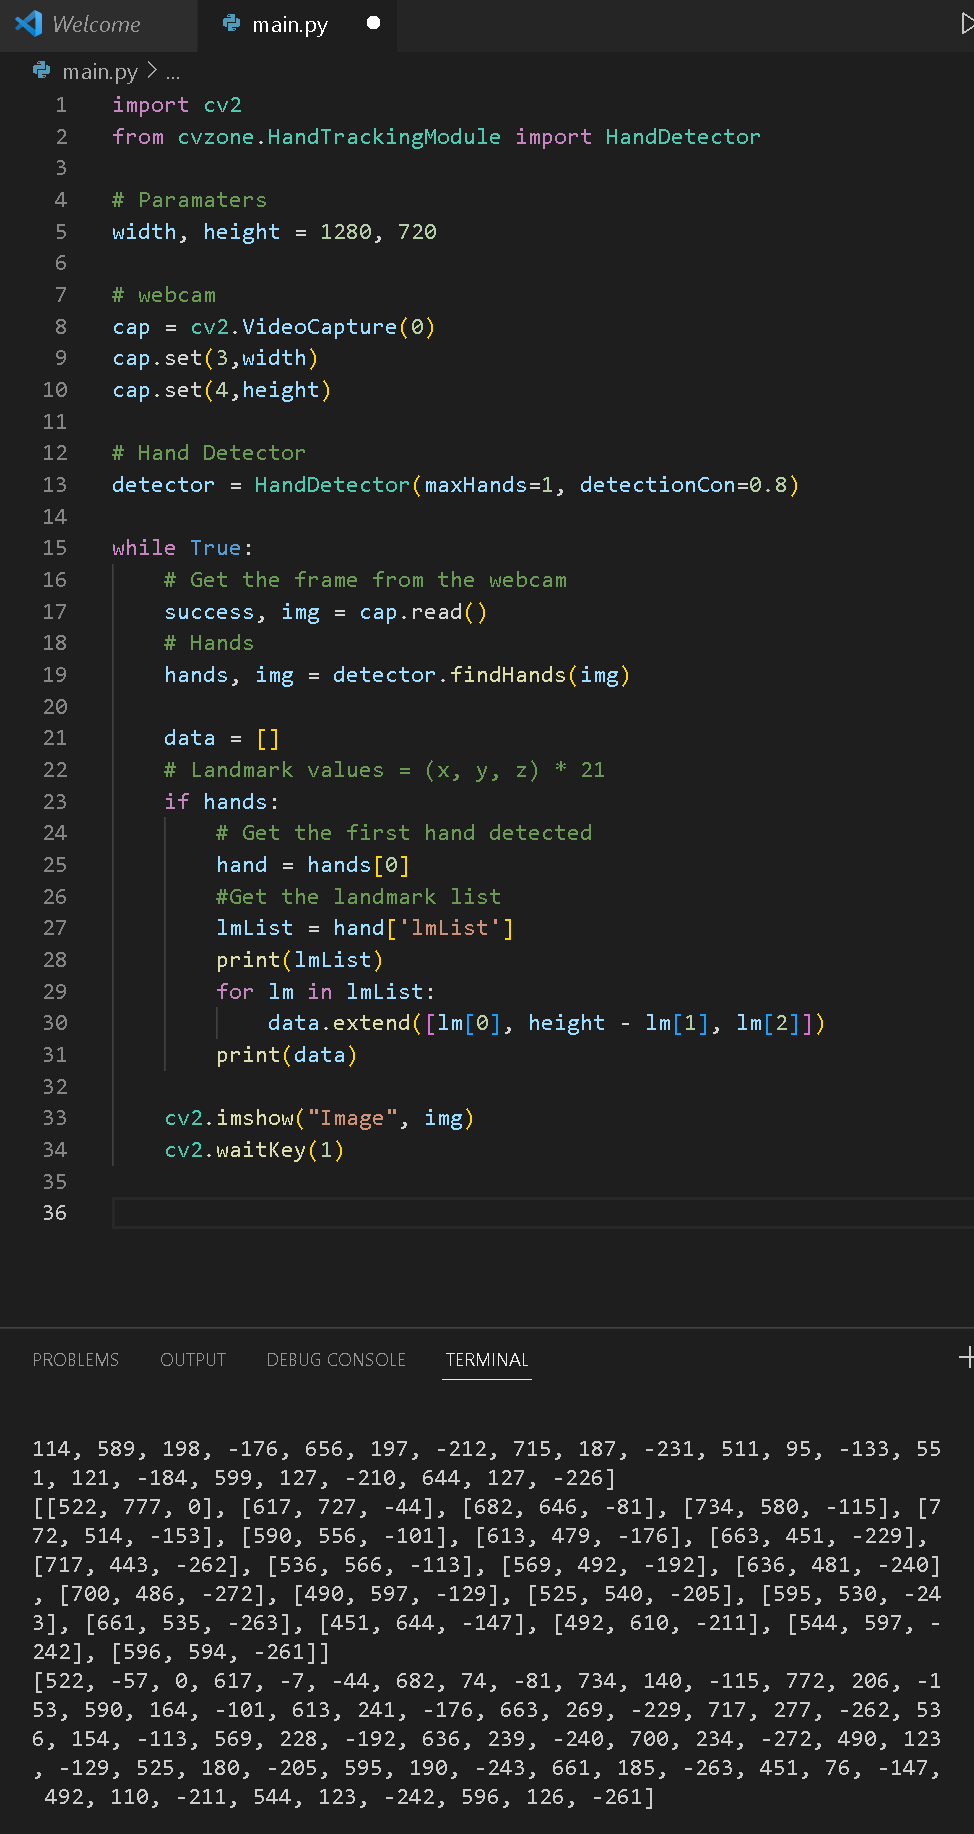 Welcome
main.py
main.py > ...
1 import cv2
2 from cvzone.HandTrackingModule import HandDetector
3
4 # Paramaters
5 width, height = 1280, 720
6
7 # webcam
8 cap = cv2.VideoCapture(0)
9 cap.set(3,width)
10 cap.set(4,height)
11
12 # Hand Detector
13 detector = HandDetector(maxHands=1, detectionCon=0.8)
14
15 while True:
16     # Get the frame from the webcam
17     success, img = cap.read()
18     # Hands
19     hands, img = detector.findHands(img)
20
21     data = []
22     # Landmark values = (x, y, z) * 21
23     if hands:
24         # Get the first hand detected
25         hand = hands[0]
26         #Get the landmark list
27         lmList = hand['lmList']
28         print(lmList)
29         for lm in lmList:
30             data.extend([lm[0], height - lm[1], lm[2]])
31         print(data)
32
33     cv2.imshow("Image", img)
34     cv2.waitKey(1)
35
36
PROBLEMS OUTPUT DEBUG CONSOLE TERMINAL
114, 589, 198, -176, 656, 197, -212, 715, 187, -231, 511, 95, -133, 55
1, 121, -184, 599, 127, -210, 644, 127, -226]
[[522, 777, 0], [617, 727, -44], [682, 646, -81], [734, 580, -115], [7
72, 514, -153], [590, 556, -101], [613, 479, -176], [663, 451, -229],
[717, 443, -262], [536, 566, -113], [569, 492, -192], [636, 481, -240]
, [700, 486, -272], [490, 597, -129], [525, 540, -205], [595, 530, -24
3], [661, 535, -263], [451, 644, -147], [492, 610, -211], [544, 597, -
242], [596, 594, -261]]
[522, -57, 0, 617, -7, -44, 682, 74, -81, 734, 140, -115, 772, 206, -1
53, 590, 164, -101, 613, 241, -176, 663, 269, -229, 717, 277, -262, 53
6, 154, -113, 569, 228, -192, 636, 239, -240, 700, 234, -272, 490, 123
, -129, 525, 180, -205, 595, 190, -243, 661, 185, -263, 451, 76, -147,
 492, 110, -211, 544, 123, -242, 596, 126, -261]